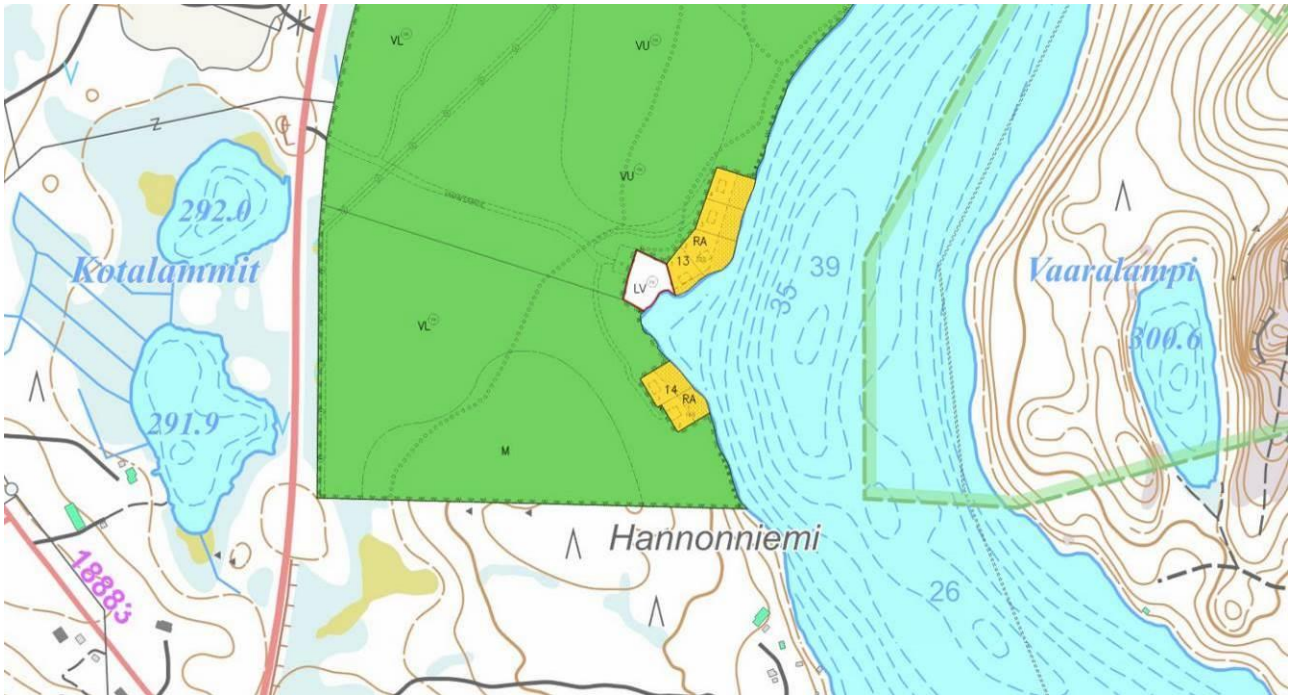 VL
VU
Z
292.0
VU
Kotalammit
RA
13
39
Vaaralampi
LV
35
VL
300.6
291.9
14
RA
M
Hannonniemi
18883
26